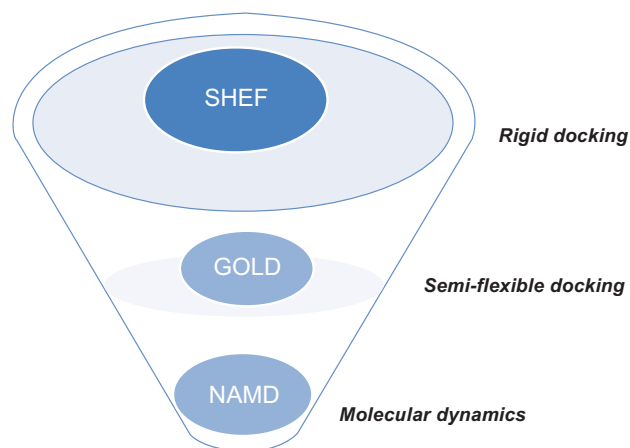 SHEF
Rigid docking
GOLD
Semi-flexible docking
NAMD
Molecular dynamics